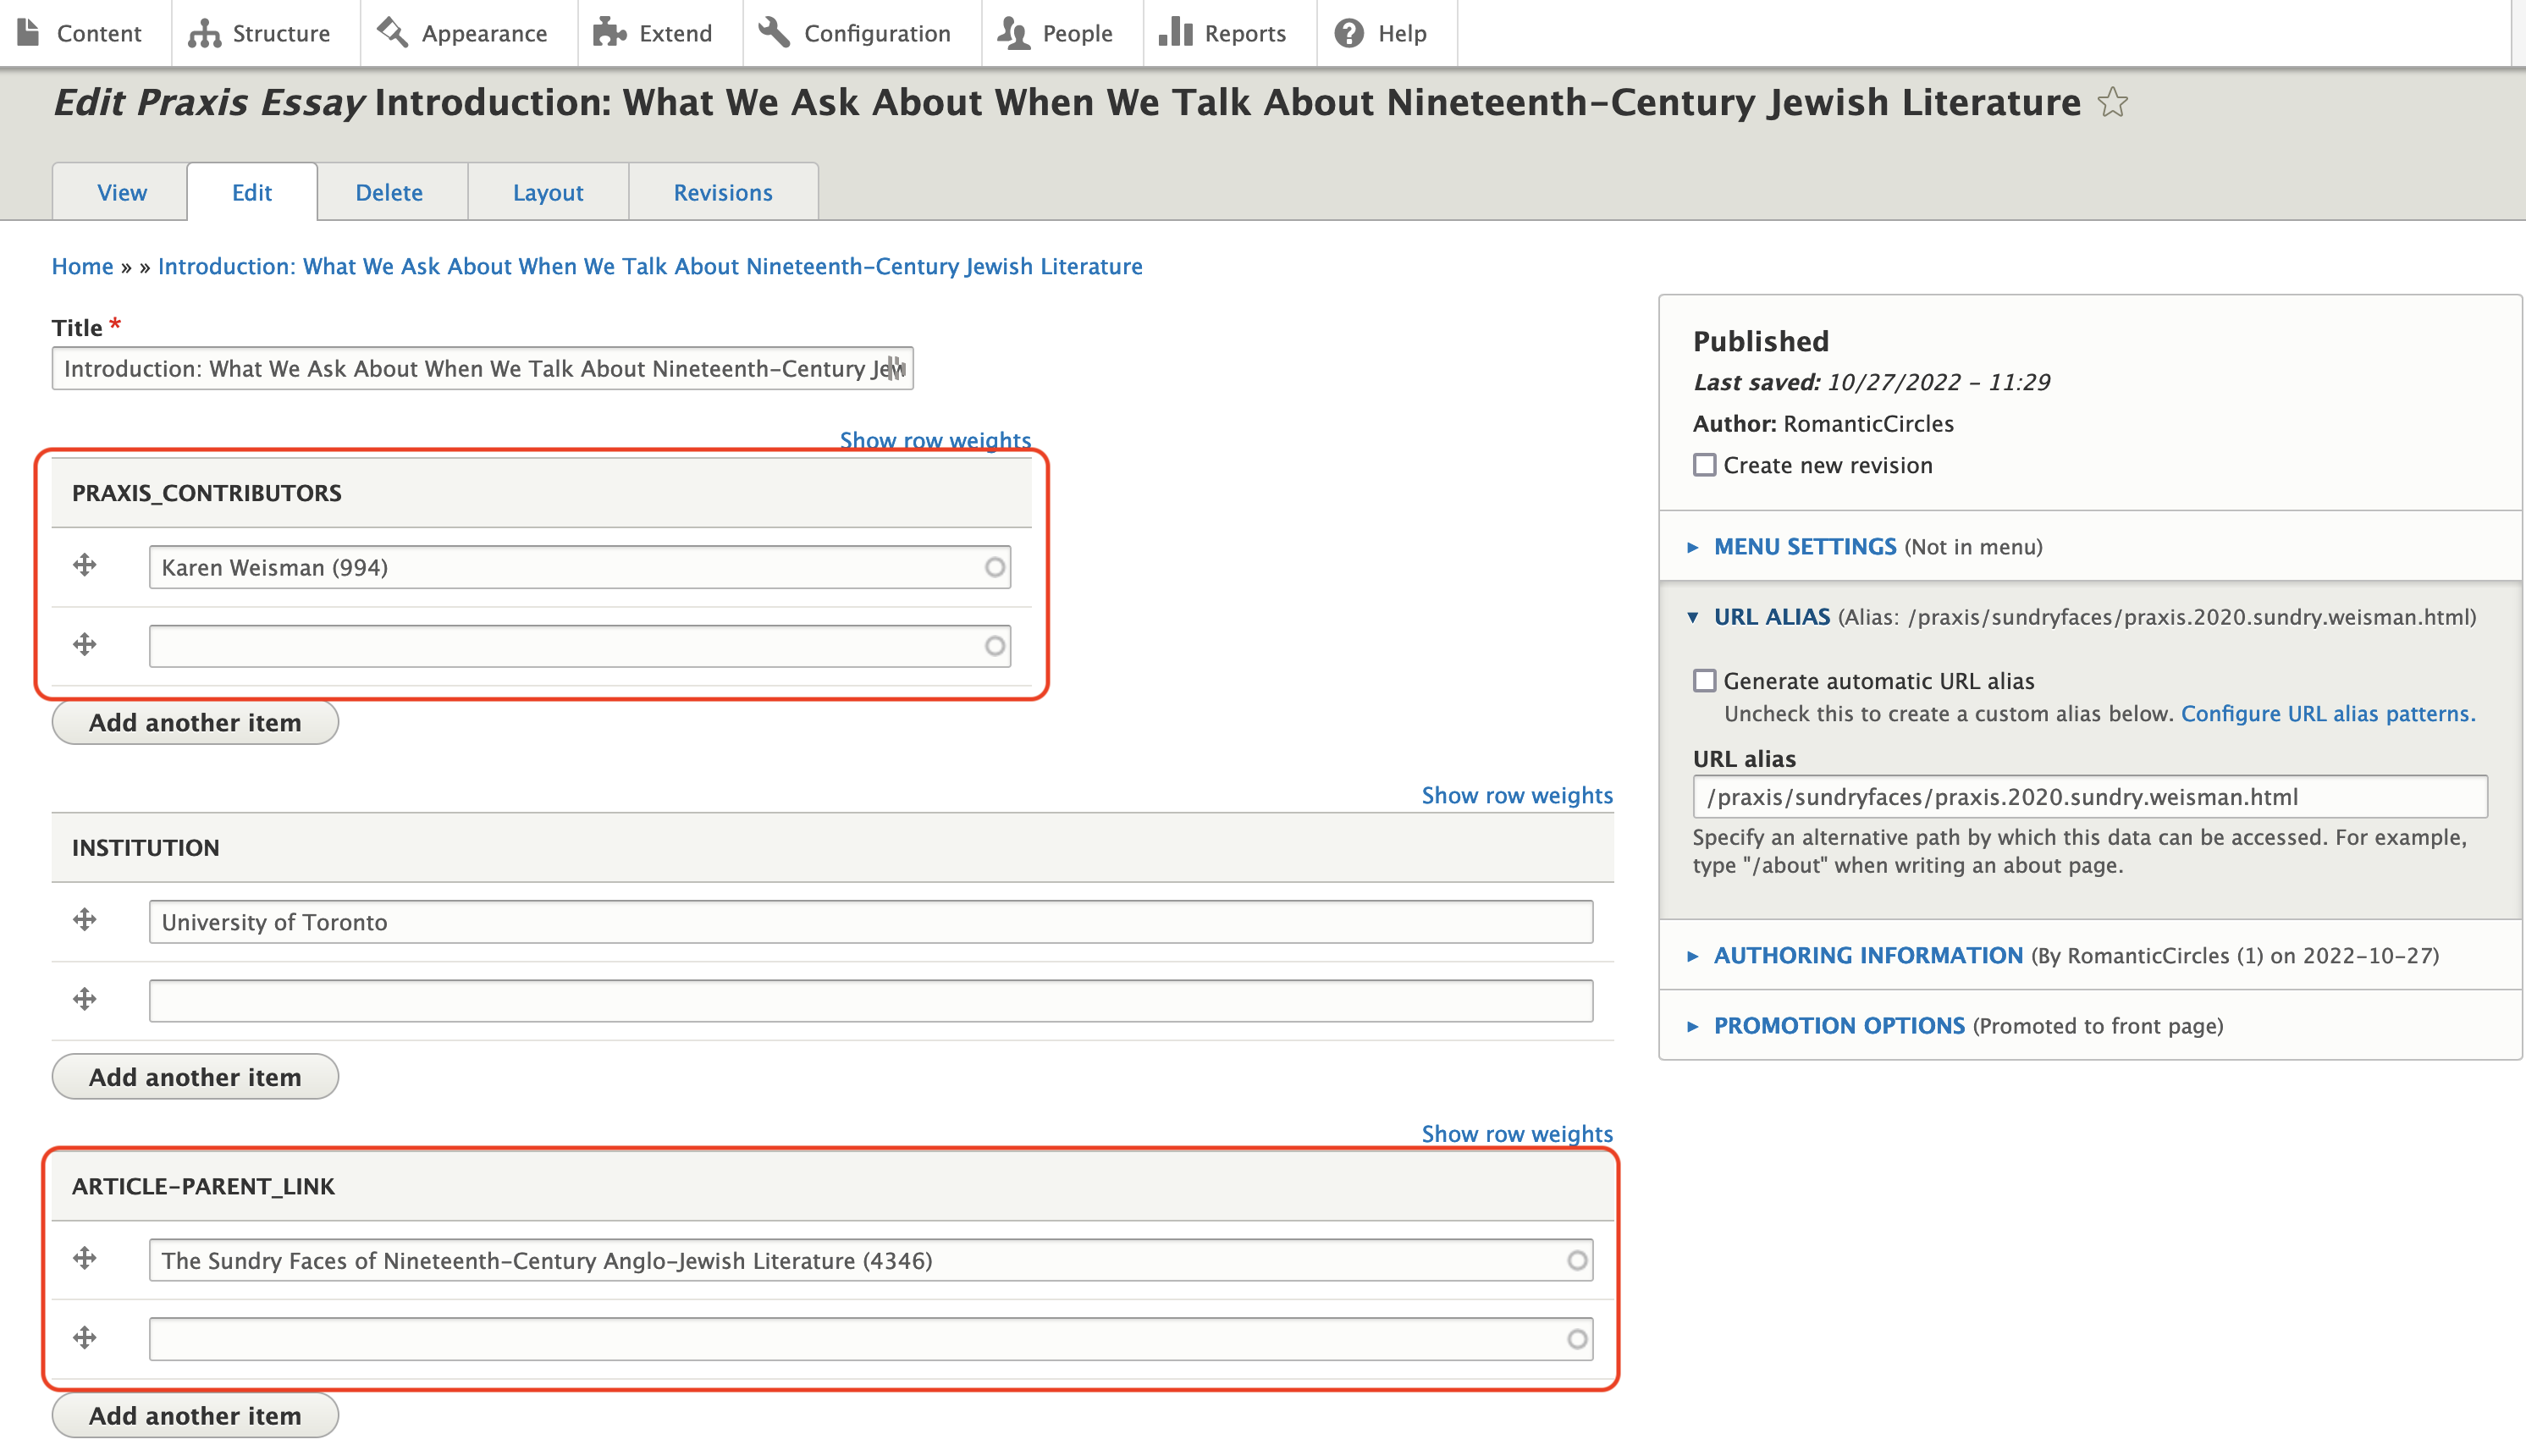 Content Structure Appearance Extend Configuration People Reports Help
Edit Praxis Essay Introduction: What We Ask About When We Talk About Nineteenth-Century Jewish Literature
View Edit Delete Layout Revisions
Home » » Introduction: What We Ask About When We Talk About Nineteenth-Century Jewish Literature
Title *
Introduction: What We Ask About When We Talk About Nineteenth-Century Jew
Show row weights
PRAXIS_CONTRIBUTORS
Karen Weisman (994)
Add another item
Show row weights
INSTITUTION
University of Toronto
Add another item
Show row weights
ARTICLE-PARENT_LINK
The Sundry Faces of Nineteenth-Century Anglo-Jewish Literature (4346)
Add another item
Published
Last saved: 10/27/2022 - 11:29
Author: RomanticCircles
Create new revision
MENU SETTINGS (Not in menu)
URL ALIAS (Alias: /praxis/sundryfaces/praxis.2020.sundry.weisman.html)
Generate automatic URL alias
Uncheck this to create a custom alias below. Configure URL alias patterns.
URL alias
/praxis/sundryfaces/praxis.2020.sundry.weisman.html
Specify an alternative path by which this data can be accessed. For example,
type "/about" when writing an about page.
AUTHORING INFORMATION (By RomanticCircles (1) on 2022-10-27)
PROMOTION OPTIONS (Promoted to front page)